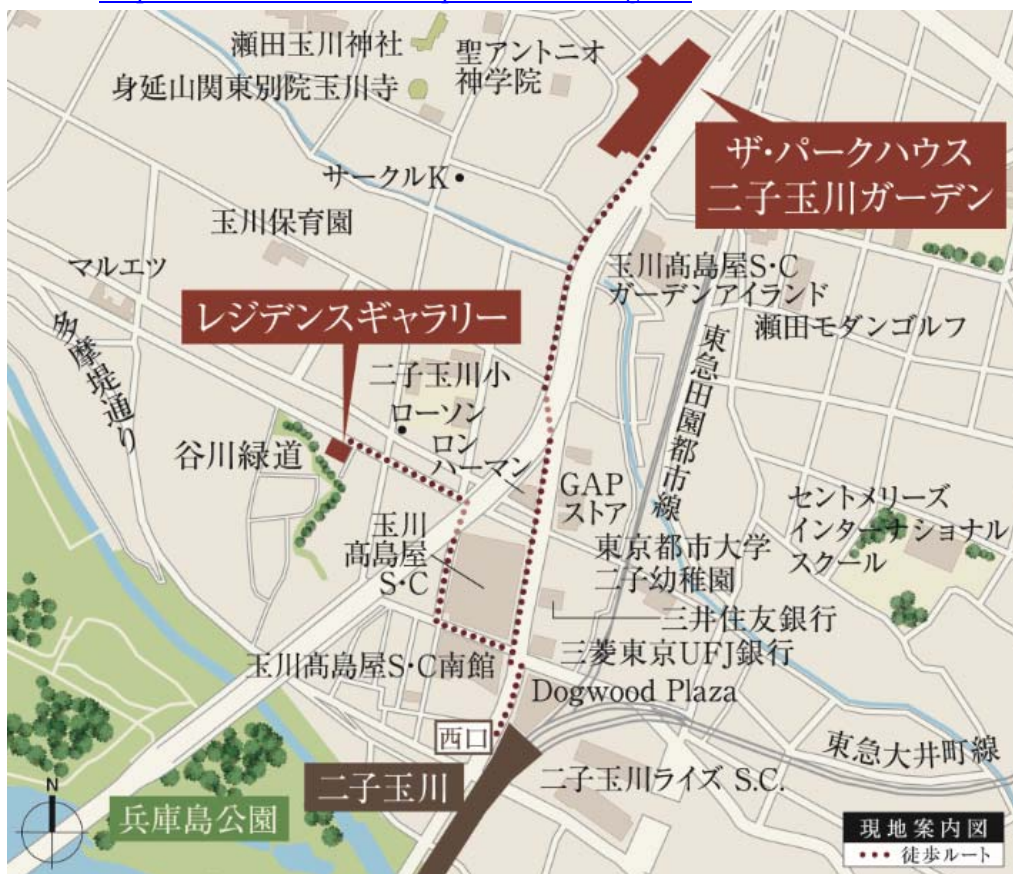 瀬田玉川神社
聖アントニオ
神学院
身延山関東別院玉川寺
ザ・パークハウス
二子玉川ガーデン
サークルK
玉川保育園
マルエツ
玉川髙島屋S・C
ガーデンアイランド
瀬田モダンゴルフ
レジデンスギャラリー
多摩堤通り
東急田園都市線
二子玉川小
ローソン
ロン
ハーマン
谷川緑道
GAP
ストア
セントメリーズ
インターナショナル
スクール
玉川
髙島屋
S・C
東京都市大学
二子幼稚園
三井住友銀行
三菱東京UFJ銀行
玉川髙島屋S・C南館
Dogwood Plaza
西口
東急大井町線
二子玉川
二子玉川ライズ S.C.
兵庫島公園
N
現地案内図
徒歩ルート